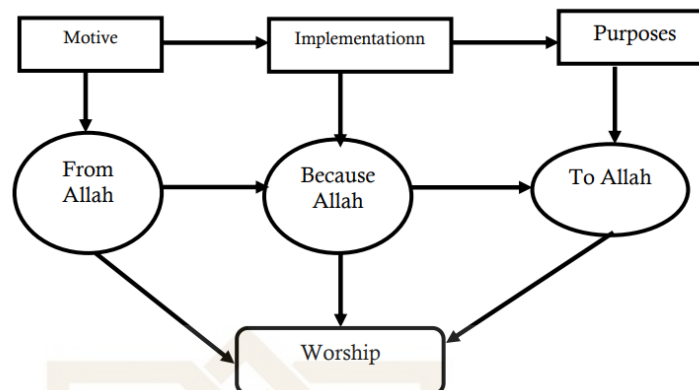 Motive
Implementationn
Purposes
From
Allah
Because
Allah
To Allah
Worship